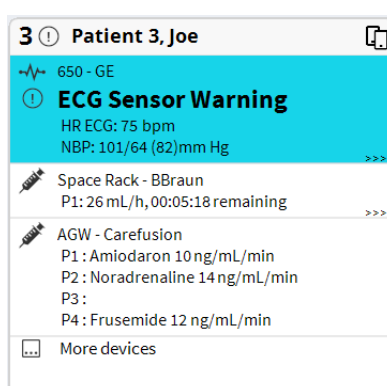 3 Patient 3, Joe
650 - GE
ECG Sensor Warning
HR ECG: 75 bpm
NBP: 101/64 (82)mm Hg
>>>
Space Rack - BBraun
P1: 26 mL/h, 00:05:18 remaining
>>>
AGW - Carefusion
P1 : Amiodaron 10 ng/mL/min
P2 : Noradrenaline 14 ng/mL/min
P3 :
P4 : Frusemide 12 ng/mL/min
More devices